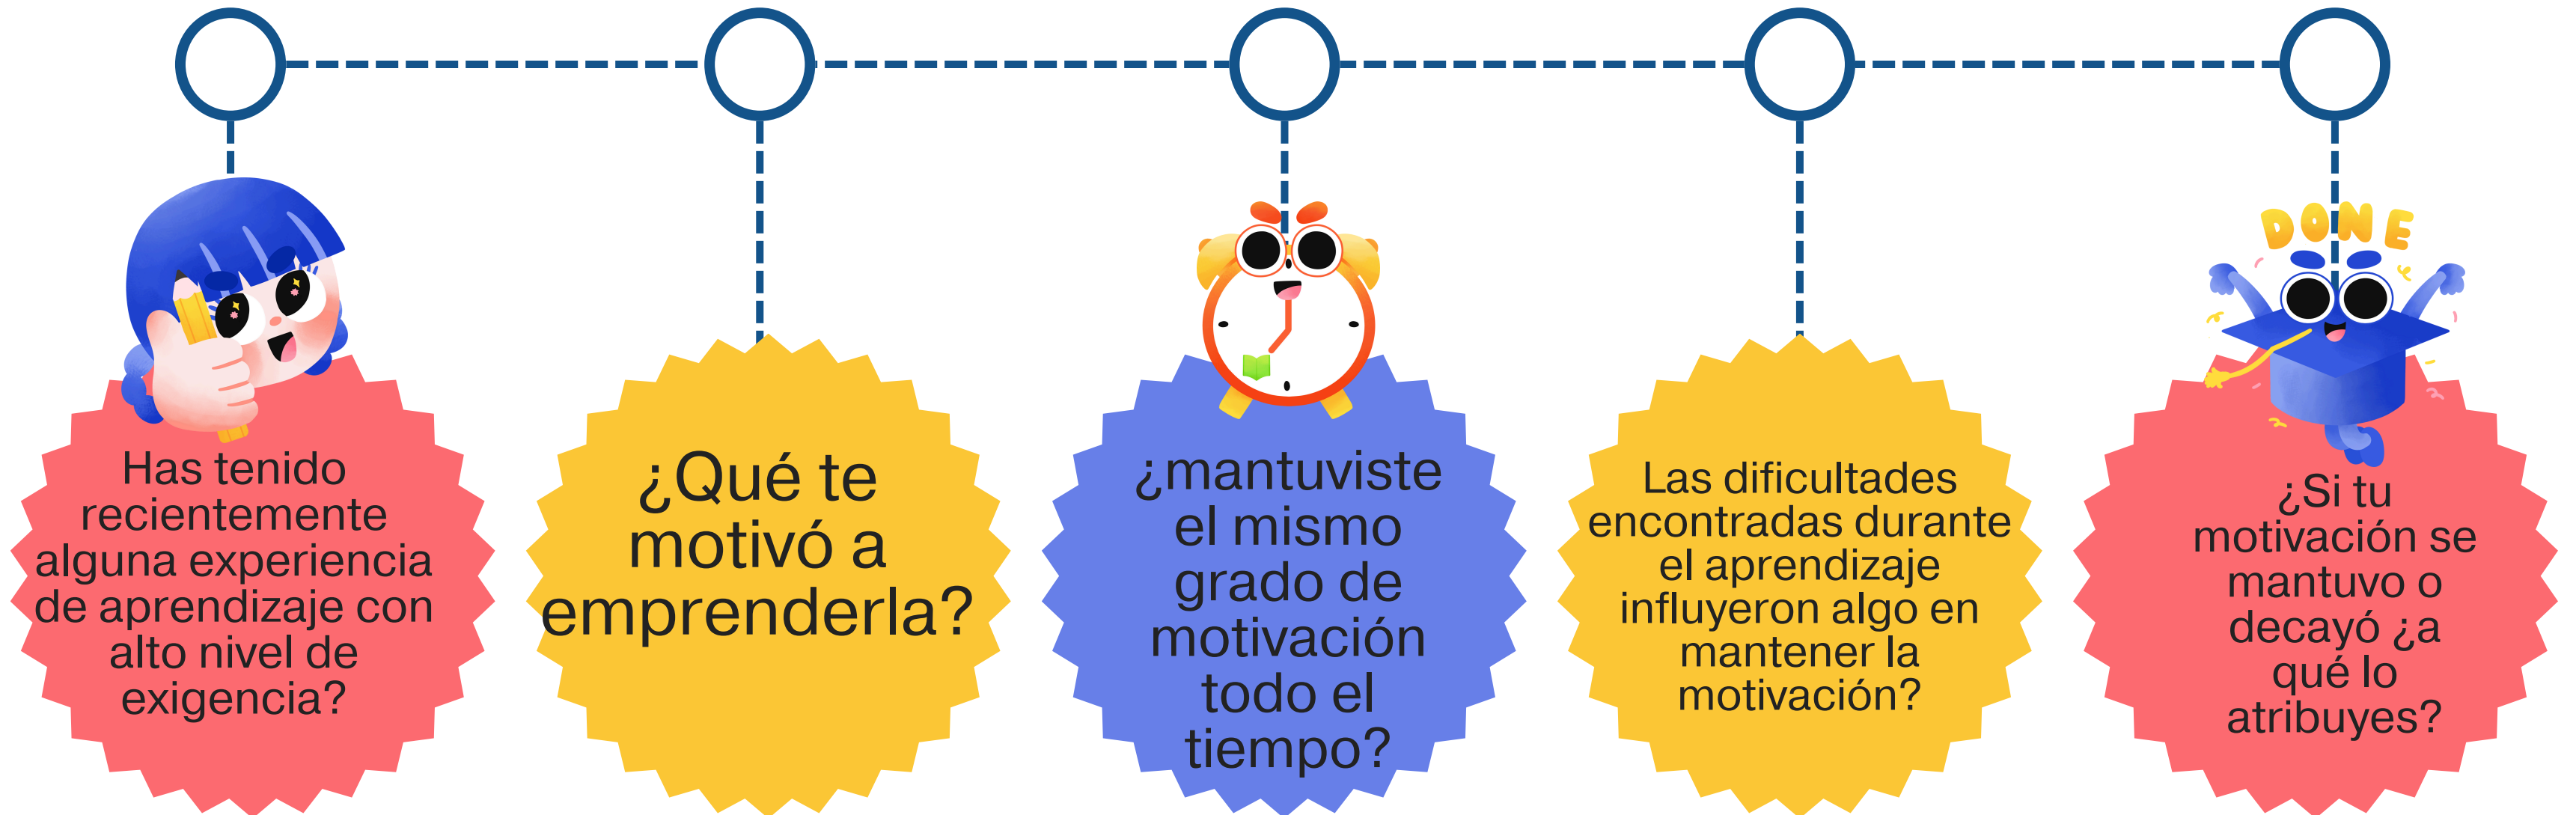 DONE
Has tenido
recientemente
alguna experiencia
de aprendizaje con
alto nivel de
exigencia?
¿Qué te
motivó a
emprenderla?
¿mantuviste
el mismo
grado de
motivación
todo el
tiempo?
Las dificultades
encontradas durante
el aprendizaje
influyeron algo en
mantener la
motivación?
¿Si tu
motivación se
mantuvo o
decayó ¿a
qué lo
atribuyes?